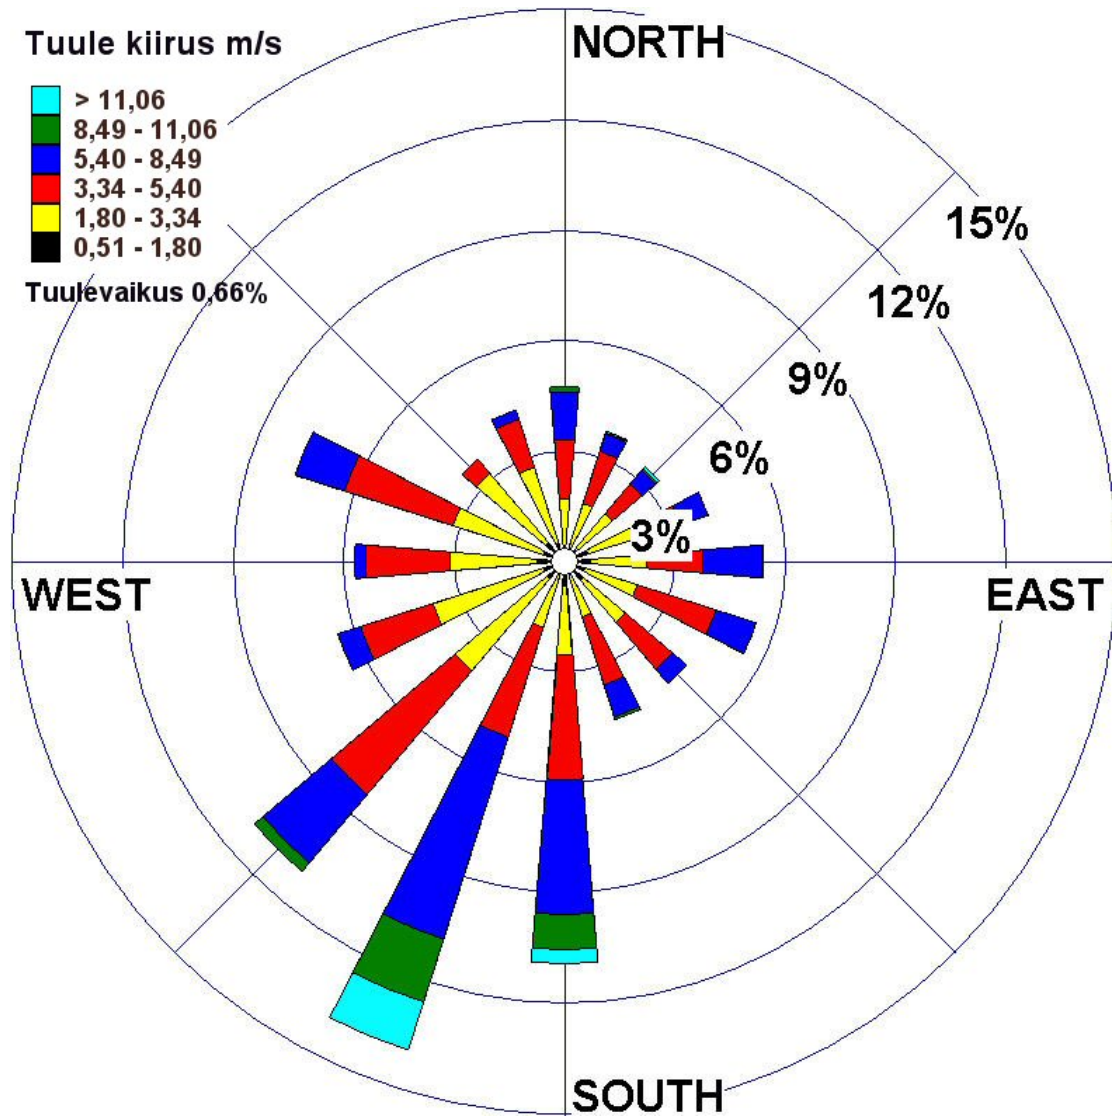 Tuule kiirus m/s
> 11,06
8,49 - 11,06
5,40 - 8,49
3,34 - 5,40
1,80 - 3,34
0,51 - 1,80
Tuulevaikus 0,66%
NORTH
15%
12%
9%
6%
3%
WEST
EAST
SOUTH